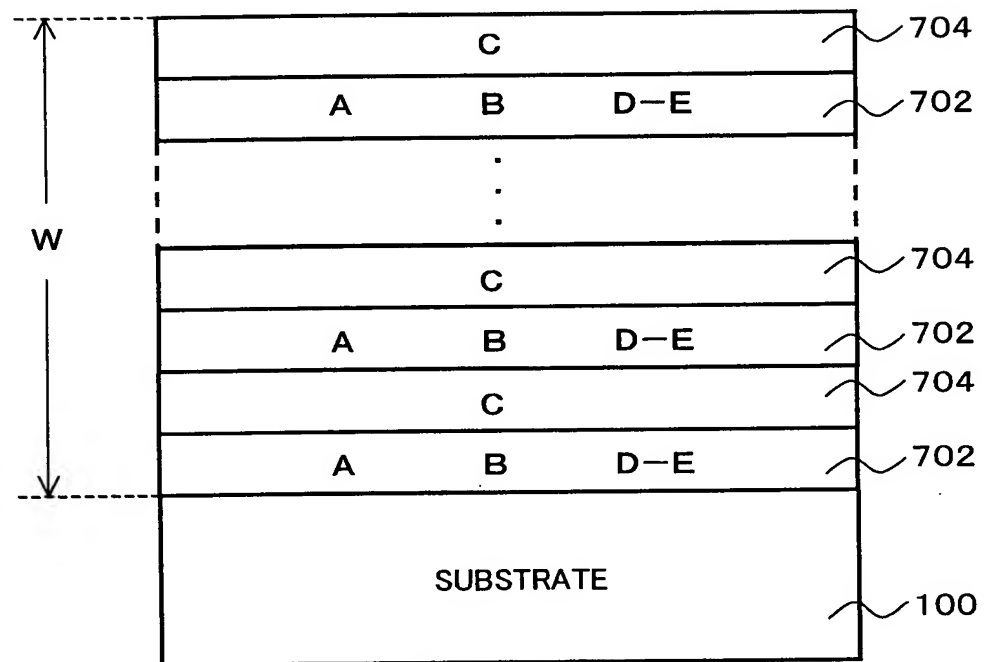 704
C
702
A B D-E
W
704
C
702
A B D-E
704
C
702
A B D-E
SUBSTRATE
100